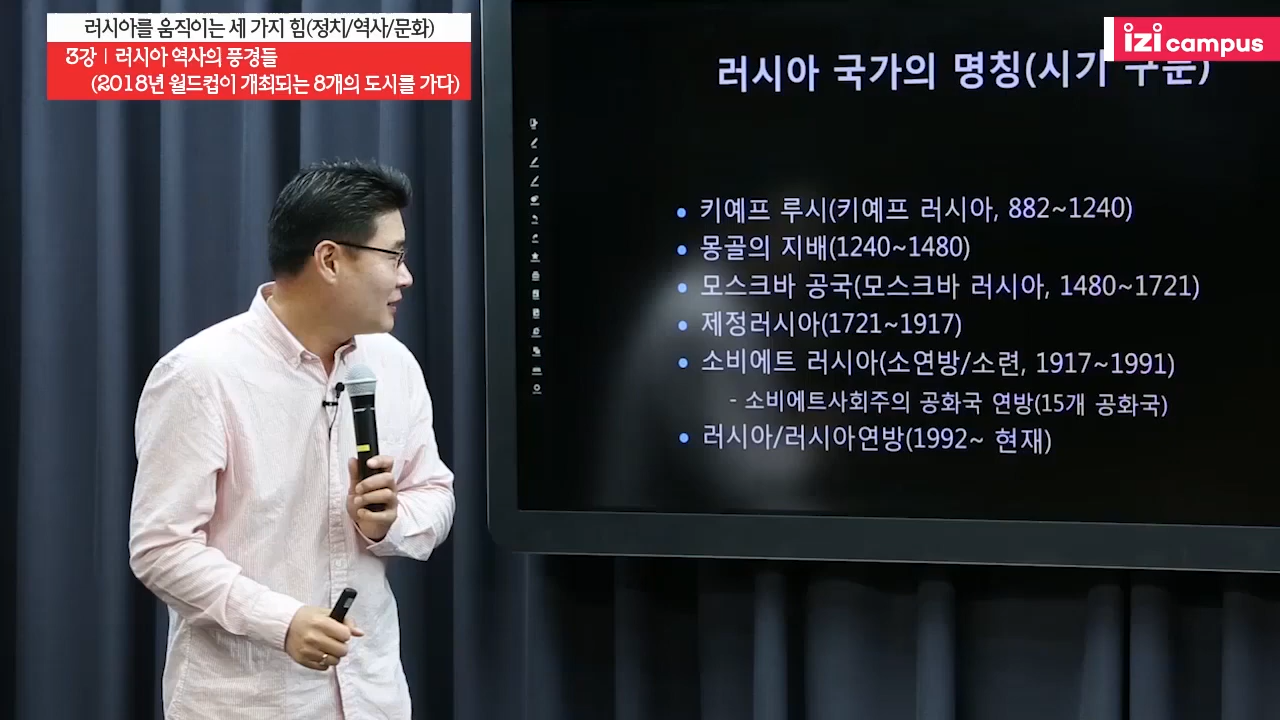 러시아를 움직이는 세 가지 힘(정치/역사/문화)
3강 | 러시아 역사의 풍경들
(2018년 월드컵이 개최되는 8개의 도시를 가다)
izi campus
러시아 국가의 명칭(시기 구분)
• 키예프 루시(키예프 러시아, 882~1240)
• 몽골의 지배(1240~1480)
• 모스크바 공국(모스크바 러시아, 1480~1721)
• 제정러시아(1721~1917)
• 소비에트 러시아(소연방/소련, 1917~1991)
- 소비에트사회주의 공화국 연방(15개 공화국)
• 러시아/러시아연방(1992~ 현재)